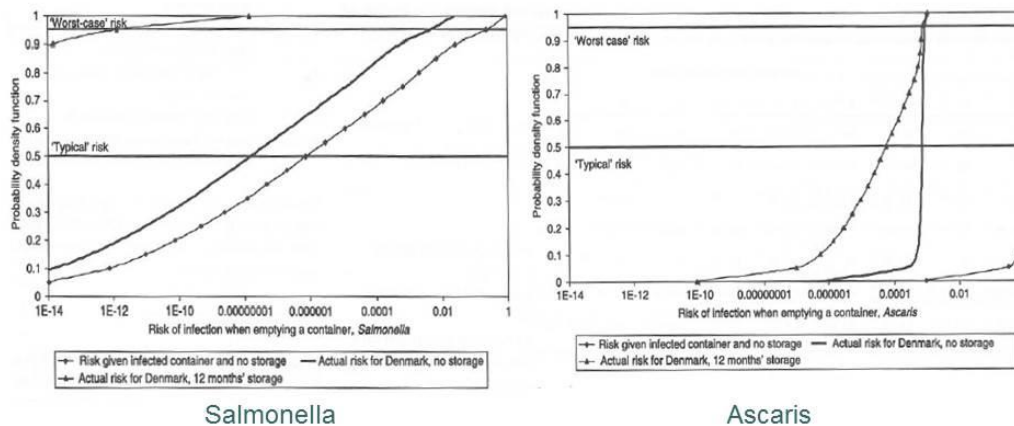 'Worst-case' risk
'Typical' risk
Probability density function
1
0.9
0.8
0.7
0.6
0.5
0.4
0.3
0.2
0.1
0
1E-14 1E-12 1E-10 0.00000001 0.000001 0.0001 0.01 1
Risk of infection when emptying a container, Salmonella
Risk given infected container and no storage Actual risk for Denmark, no storage
Actual risk for Denmark, 12 months' storage
Salmonella
'Worst case' risk
'Typical' risk
Probability density function
1
0.9
0.8
0.7
0.6
0.5
0.4
0.3
0.2
0.1
0
1E-14 1E-12 1E-10 0.00000001 0.000001 0.0001 0.01
Risk of infection when emptying a container, Ascaris
Risk given infected container and no storage Actual risk for Denmark, no storage
Actual risk for Denmark, 12 months' storage
Ascaris